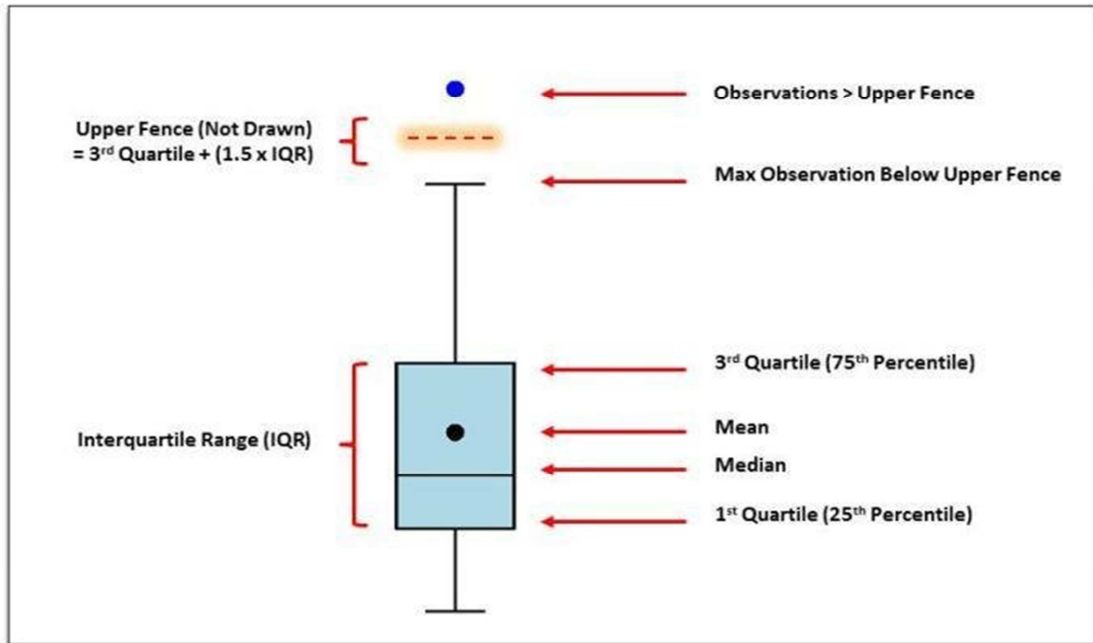 Observations > Upper Fence
Upper Fence (Not Drawn)
= 3rd Quartile + (1.5 x IQR)
Max Observation Below Upper Fence
3rd Quartile (75th Percentile)
Interquartile Range (IQR)
Mean
Median
1st Quartile (25th Percentile)